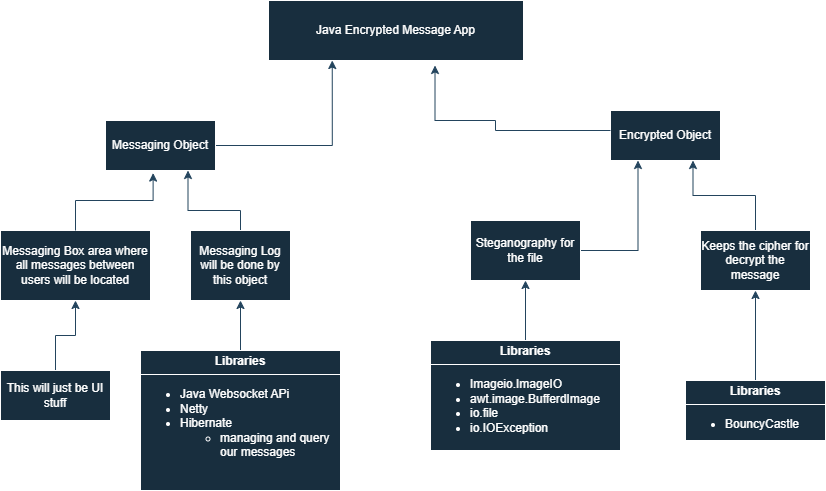 Java Encrypted Message App
Messaging Object
Encrypted Object
Messaging Box area where
all messages between
users will be located
Messaging Log
will be done by
this object
Steganography for
the file
Keeps the cipher for
decrypt the
message
This will just be UI
stuff
Libraries
• Java Websocket APi
• Netty
• Hibernate
○ managing and query
our messages
Libraries
• Imageio.ImageIO
• awt.image.BufferdImage
• io.file
• io.IOException
Libraries
• BouncyCastle